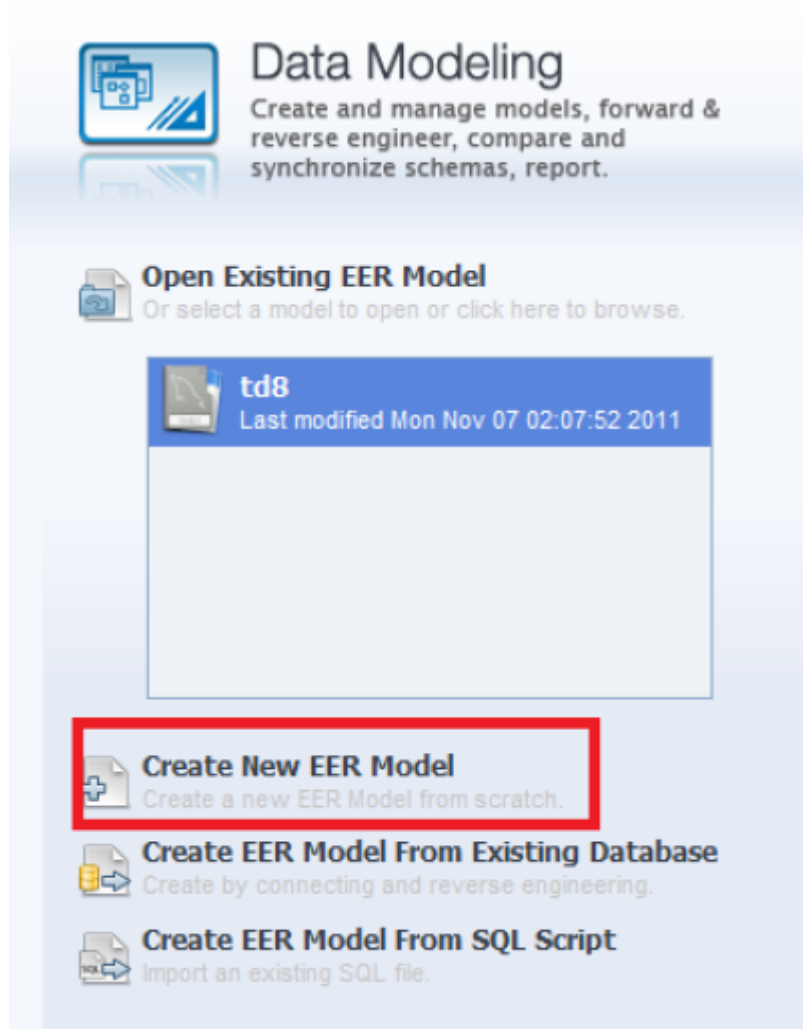 Data Modeling
Create and manage models, forward &
reverse engineer, compare and
synchronize schemas, report.
Open Existing EER Model
Or select a model to open or click here to browse.
td8
Last modified Mon Nov 07 02:07:52 2011
Create New EER Model
Create a new EER Model from scratch.
Create EER Model From Existing Database
Create by connecting and reverse engineering.
Create EER Model From SQL Script
SQL
Import an existing SQL file.